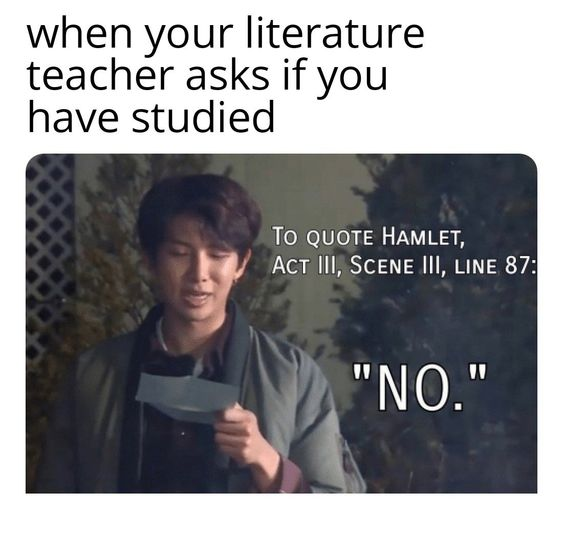 when your literature
teacher asks if you
have studied
To quote Hamlet,
Act III, Scene III, line 87:
"NO."